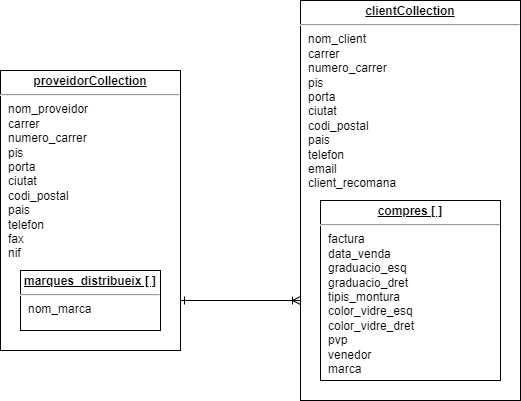 clientCollection
nom_client
carrer
numero_carrer
pis
porta
ciutat
codi_postal
pais
telefon
email
client_recomana
compres [ ]
factura
data_venda
graduacio_esq
graduacio_dret
tipis_montura
color_vidre_esq
color_vidre_dret
pvp
venedor
marca
proveidorCollection
nom_proveidor
carrer
numero_carrer
pis
porta
ciutat
codi_postal
pais
telefon
fax
nif
marques_distribueix [ ]
nom_marca